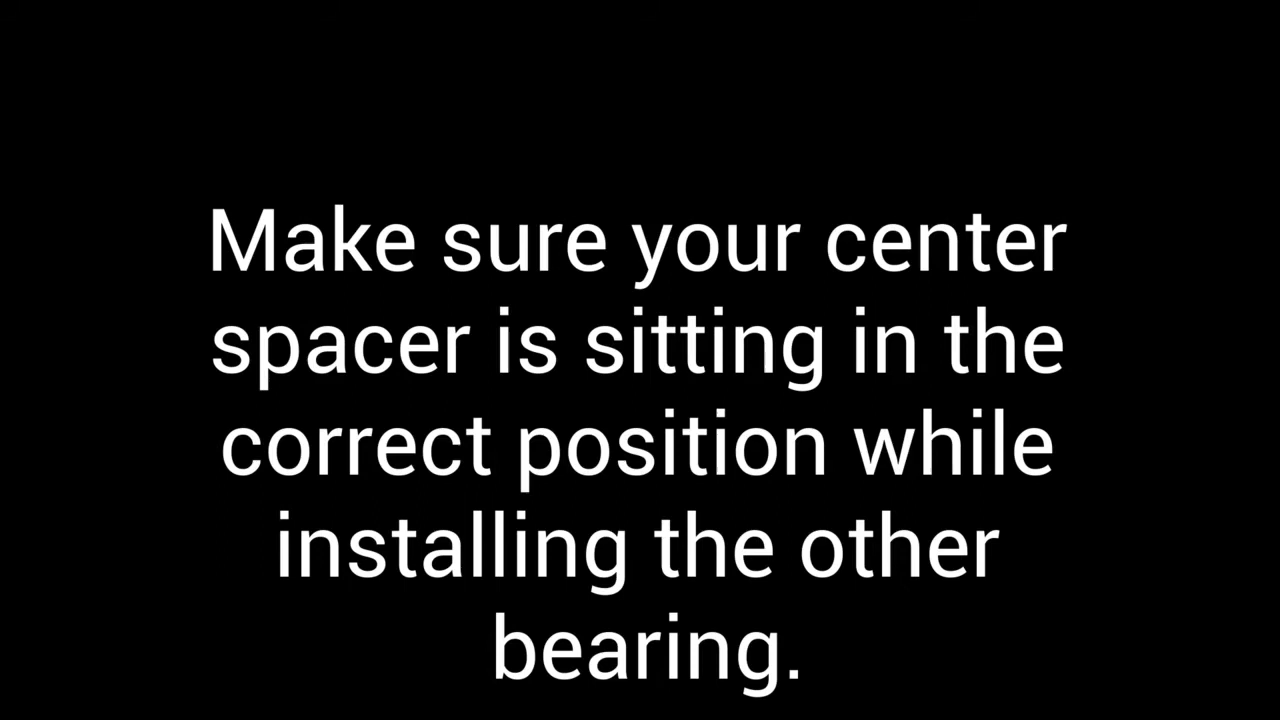 Make sure your center
spacer is sitting in the
correct position while
installing the other
bearing.